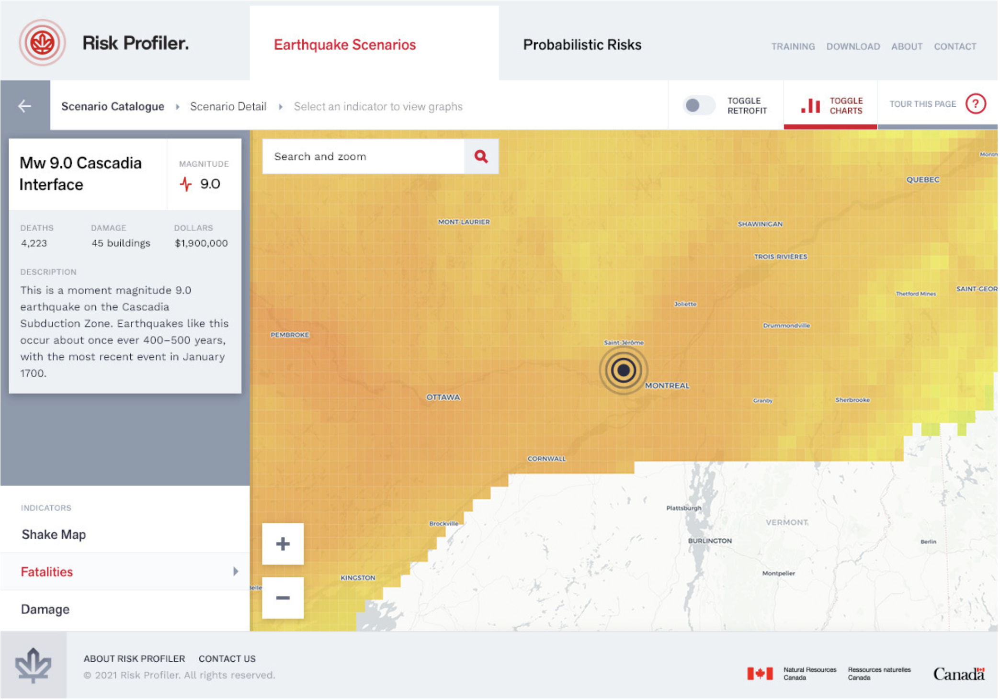 Risk Profiler.
Earthquake Scenarios
Probabilistic Risks
TRAINING DOWNLOAD ABOUT CONTACT
Scenario Catalogue
Scenario Detail
Select an indicator to view graphs
TOGGLE
RETROFIT
TOGGLE
CHARTS
TOUR THIS PAGE ?
Mw 9.0 Cascadia
Interface
MAGNITUDE
9.0
DEATHS
4,223
DAMAGE
45 buildings
DOLLARS
$1,900,000
DESCRIPTION
This is a moment magnitude 9.0
earthquake on the Cascadia
Subduction Zone. Earthquakes like this
occur about once ever 400–500 years,
with the most recent event in January
1700.
INDICATORS
Shake Map
Fatalities
Damage
Search and zoom
Montm
QUEBEC
MONT-LAURIER
SHAWINIGAN
TROIS-RIVIÈRES
SAINT-GEOR
Thetford Mines
Joliette
Drummondville
PEMBROKE
Saint-Jérôme
MONTREAL
OTTAWA
Granby
Sherbrooke
CORNWALL
Plattsburgh
VERMONT
Brockville
BURLINGTON
Berlin
Montpelier
KINGSTON
Belle
+
−
ABOUT RISK PROFILER CONTACT US
© 2021 Risk Profiler. All rights reserved.
Natural Resources
Canada
Ressources naturelles
Canada
Canada